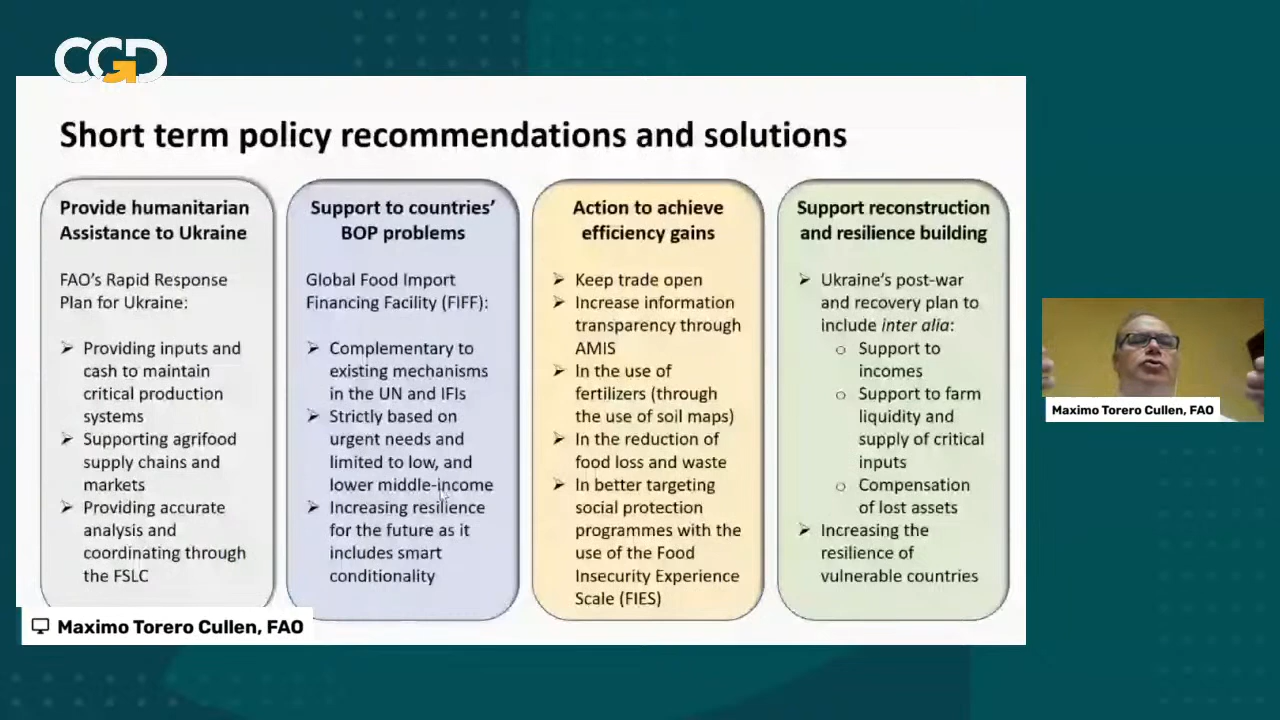 CGD
Short term policy recommendations and solutions
Provide humanitarian
Assistance to Ukraine
FAO’s Rapid Response
Plan for Ukraine:
➢ Providing inputs and
cash to maintain
critical production
systems
➢ Supporting agrifood
supply chains and
markets
➢ Providing accurate
analysis and
coordinating through
the FSLC
Support to countries’
BOP problems
Global Food Import
Financing Facility (FIFF):
➢ Complementary to
existing mechanisms
in the UN and IFIs
➢ Strictly based on
urgent needs and
limited to low, and
lower middle-income
➢ Increasing resilience
for the future as it
includes smart
conditionality
Action to achieve
efficiency gains
➢ Keep trade open
➢ Increase information
transparency through
AMIS
➢ In the use of
fertilizers (through
the use of soil maps)
➢ In the reduction of
food loss and waste
➢ In better targeting
social protection
programmes with the
use of the Food
Insecurity Experience
Scale (FIES)
Support reconstruction
and resilience building
➢ Ukraine’s post-war
and recovery plan to
include inter alia:
o Support to
incomes
o Support to farm
liquidity and
supply of critical
inputs
o Compensation
of lost assets
➢ Increasing the
resilience of
vulnerable countries
Maximo Torero Cullen, FAO
Maximo Torero Cullen, FAO